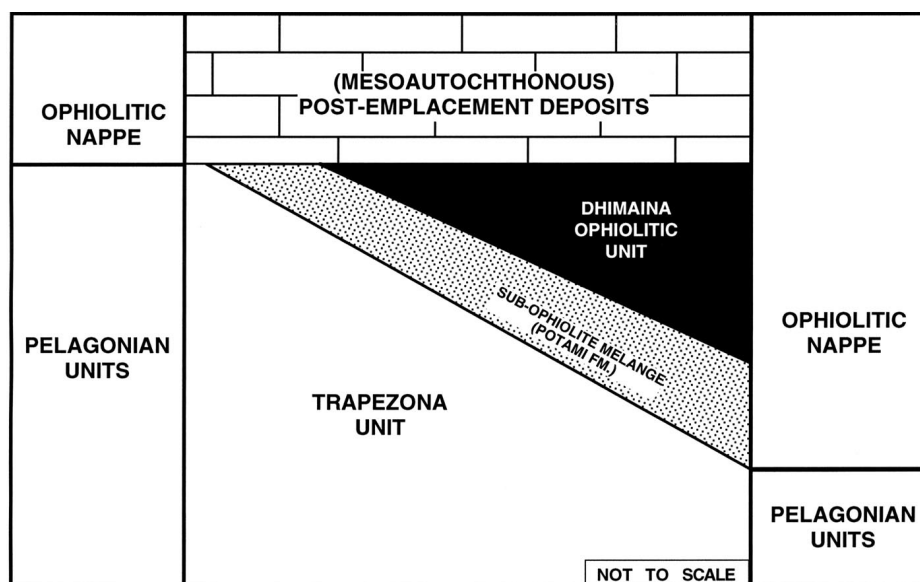 OPHIOLITIC
NAPPE
(MESOAUTOCHTHONOUS)
POST-EMPLACEMENT DEPOSITS
DHIMAINA
OPHIOLITIC
UNIT
SUB-OPHIOLITE MELANGE
(POTAMI FM.)
PELAGONIAN
UNITS
TRAPEZONA
UNIT
OPHIOLITIC
NAPPE
PELAGONIAN
UNITS
NOT TO SCALE